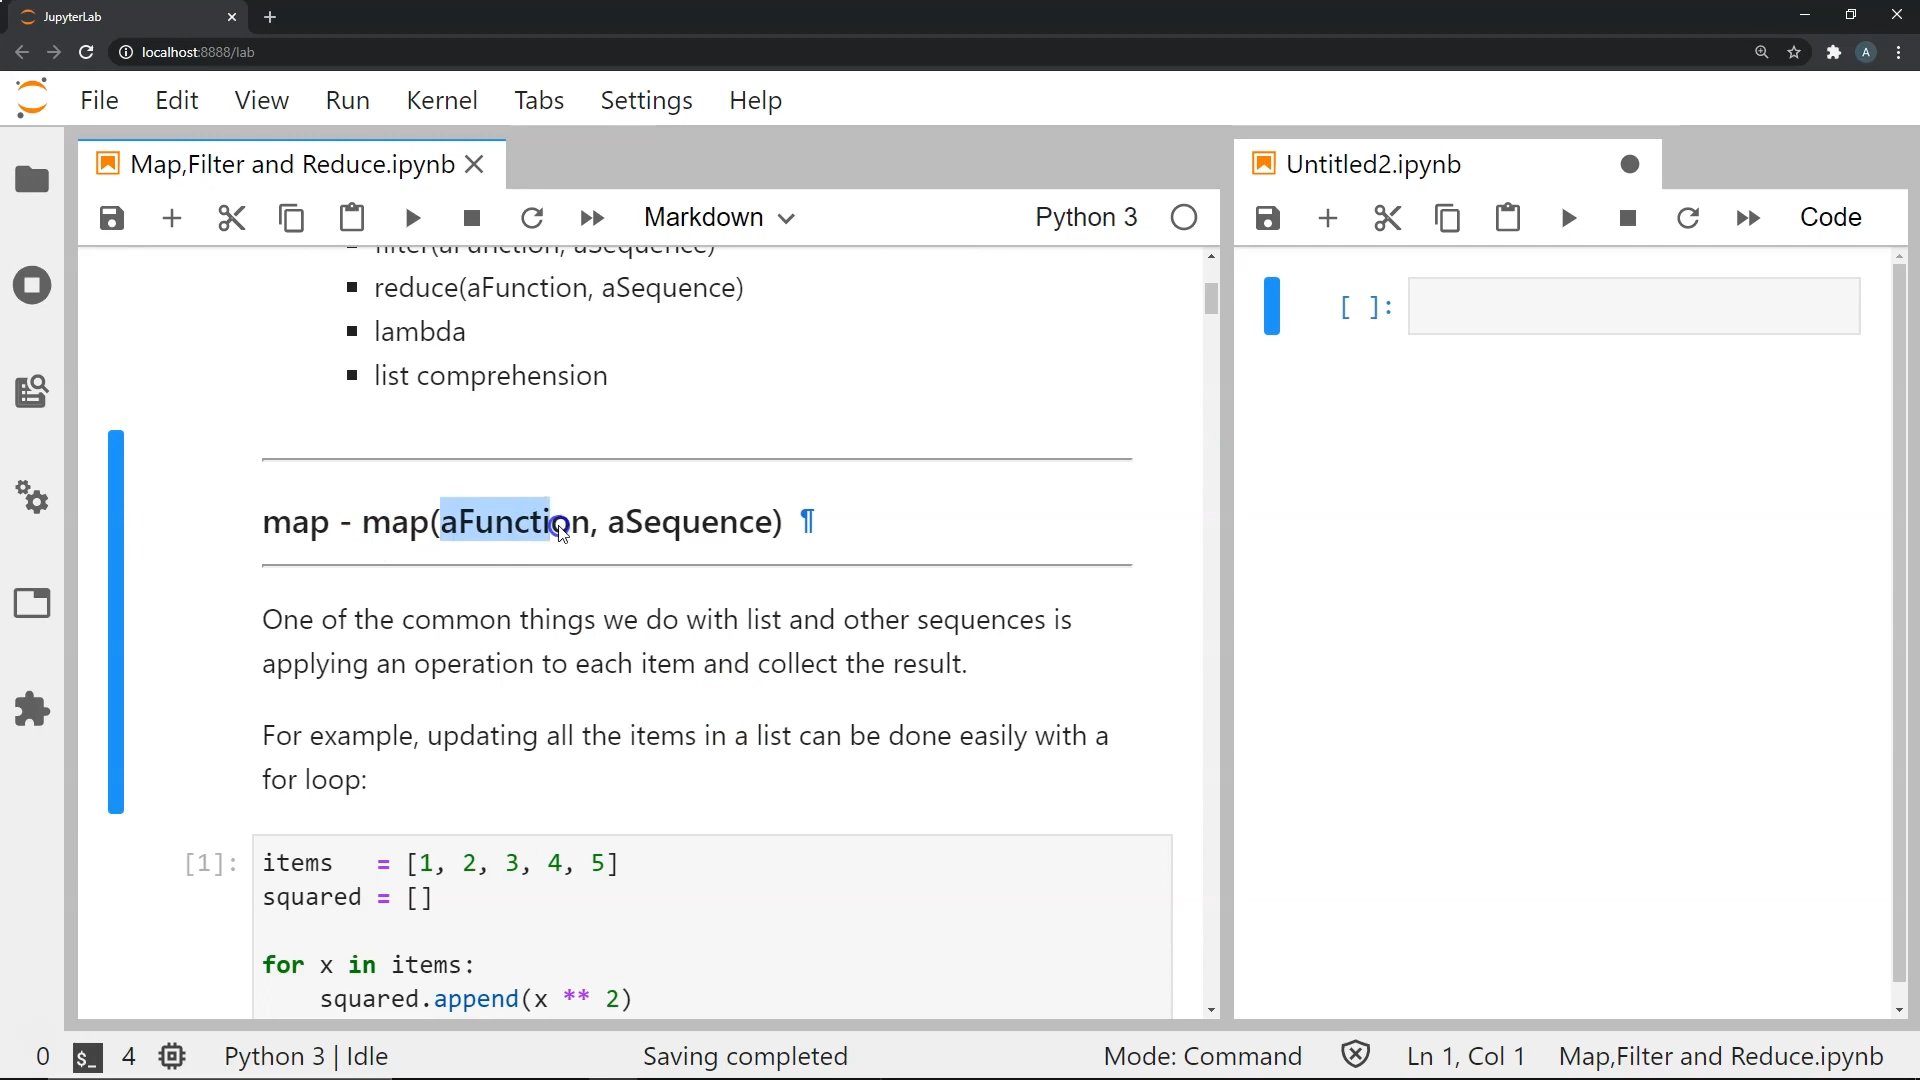 JupyterLab
localhost:8888/lab
A
File Edit View Run Kernel Tabs Settings Help
Map,Filter and Reduce.ipynb
Untitled2.ipynb
Markdown Python 3
Code
filter(aFunction, aSequence)
reduce(aFunction, aSequence)
lambda
list comprehension
[ ]:
map - map(aFunction, aSequence) ¶
One of the common things we do with list and other sequences is
applying an operation to each item and collect the result.
For example, updating all the items in a list can be done easily with a
for loop:
[1]: items   = [1, 2, 3, 4, 5]
squared = []
for x in items:
    squared.append(x ** 2)
0 $_ 4 Python 3 | Idle Saving completed Mode: Command Ln 1, Col 1 Map,Filter and Reduce.ipynb